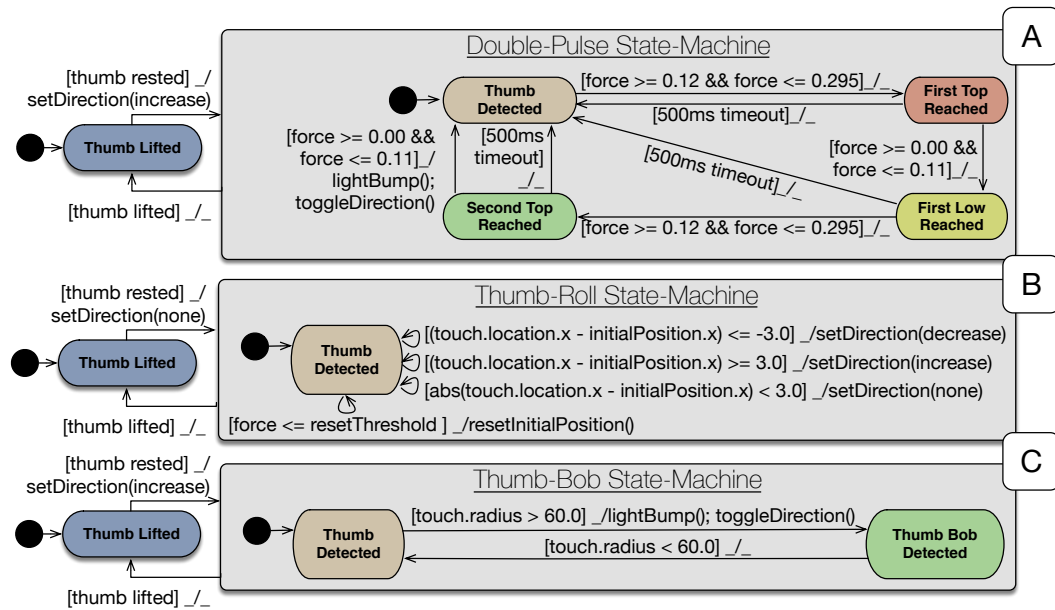 A
Double-Pulse State-Machine
[thumb rested] _/
setDirection(increase)
Thumb Lifted
[thumb lifted] _/_
Thumb
Detected
[force >= 0.12 && force <= 0.295]_/_
[500ms timeout]_/_
First Top
Reached
[force >= 0.00 &&
force <= 0.11]_/
lightBump();
toggleDirection()
[500ms
timeout]
_/_
[500ms timeout]_/_
[force >= 0.00 &&
force <= 0.11]_/_
Second Top
Reached
[force >= 0.12 && force <= 0.295]_/_
First Low
Reached
B
Thumb-Roll State-Machine
[thumb rested] _/
setDirection(none)
Thumb Lifted
[thumb lifted] _/_
Thumb
Detected
[(touch.location.x - initialPosition.x) <= -3.0] _/setDirection(decrease)
[(touch.location.x - initialPosition.x) >= 3.0] _/setDirection(increase)
[abs(touch.location.x - initialPosition.x) < 3.0] _/setDirection(none)
[force <= resetThreshold ] _/resetInitialPosition()
C
Thumb-Bob State-Machine
[thumb rested] _/
setDirection(increase)
Thumb Lifted
[thumb lifted] _/_
Thumb
Detected
[touch.radius > 60.0] _/lightBump(); toggleDirection()
[touch.radius < 60.0] _/_
Thumb Bob
Detected